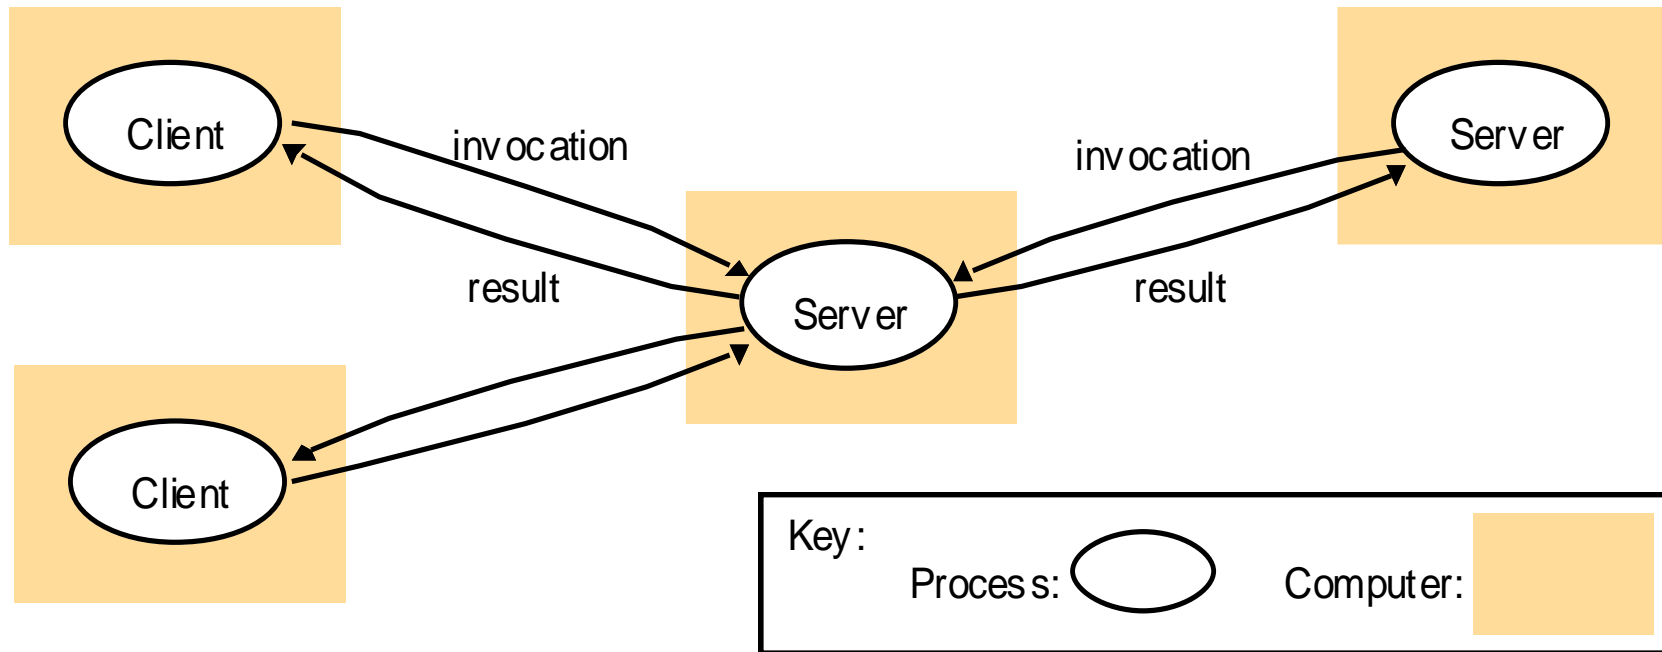 Client
invocation
invocation
Server
result
Server
result
Client
Key:
Process:
Computer: